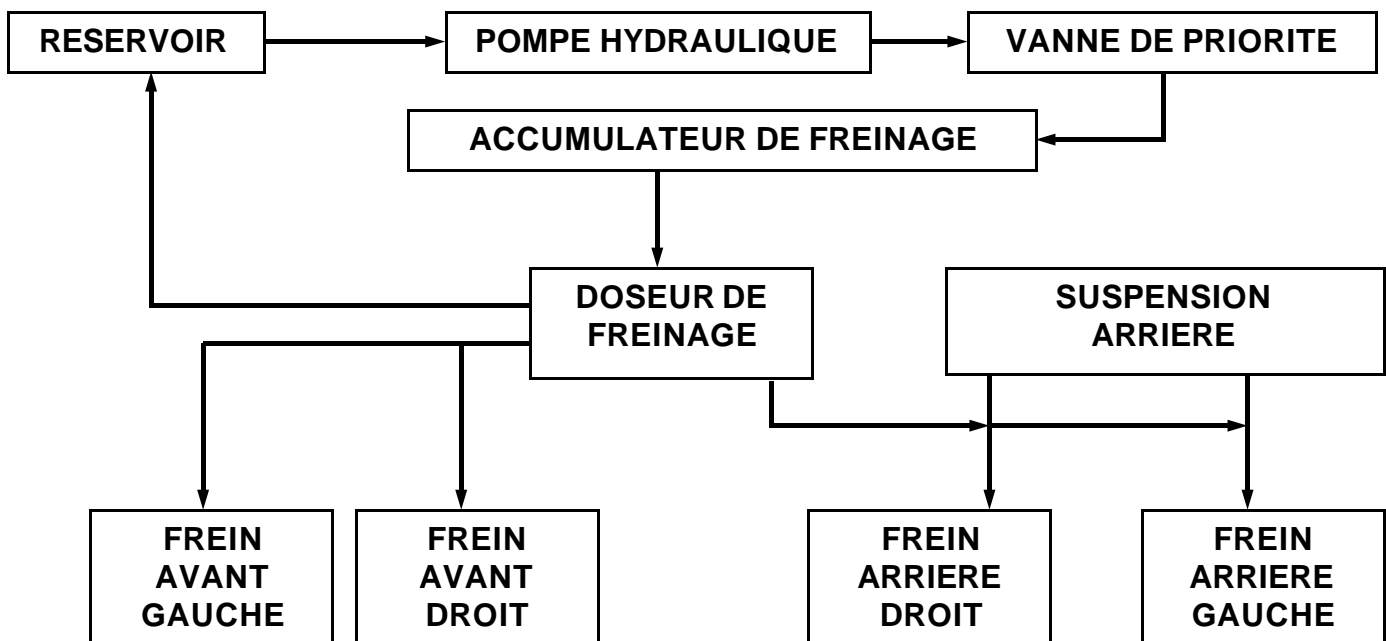 RESERVOIR
POMPE HYDRAULIQUE
VANNE DE PRIORITE
ACCUMULATEUR DE FREINAGE
DOSEUR DE
FREINAGE
SUSPENSION
ARRIERE
FREIN
AVANT
GAUCHE
FREIN
AVANT
DROIT
FREIN
ARRIERE
DROIT
FREIN
ARRIERE
GAUCHE